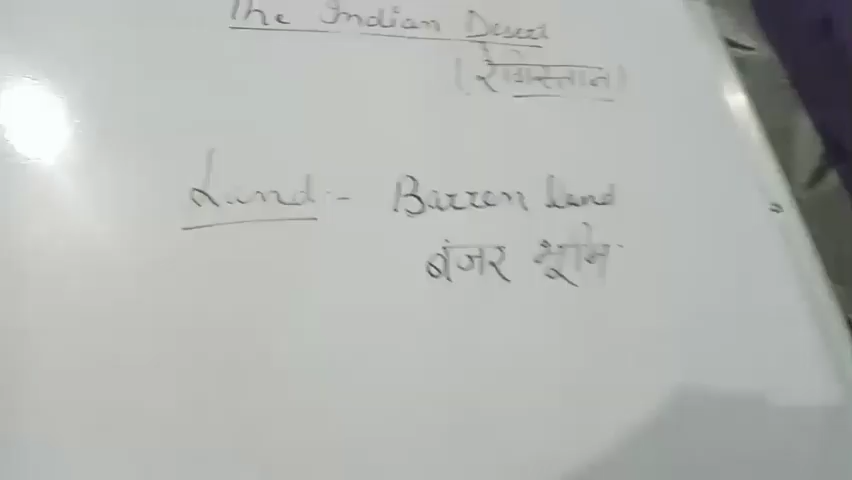 The Indian Desert
(रेगिस्तान)
Land :- Barren land
बंजर भूमि